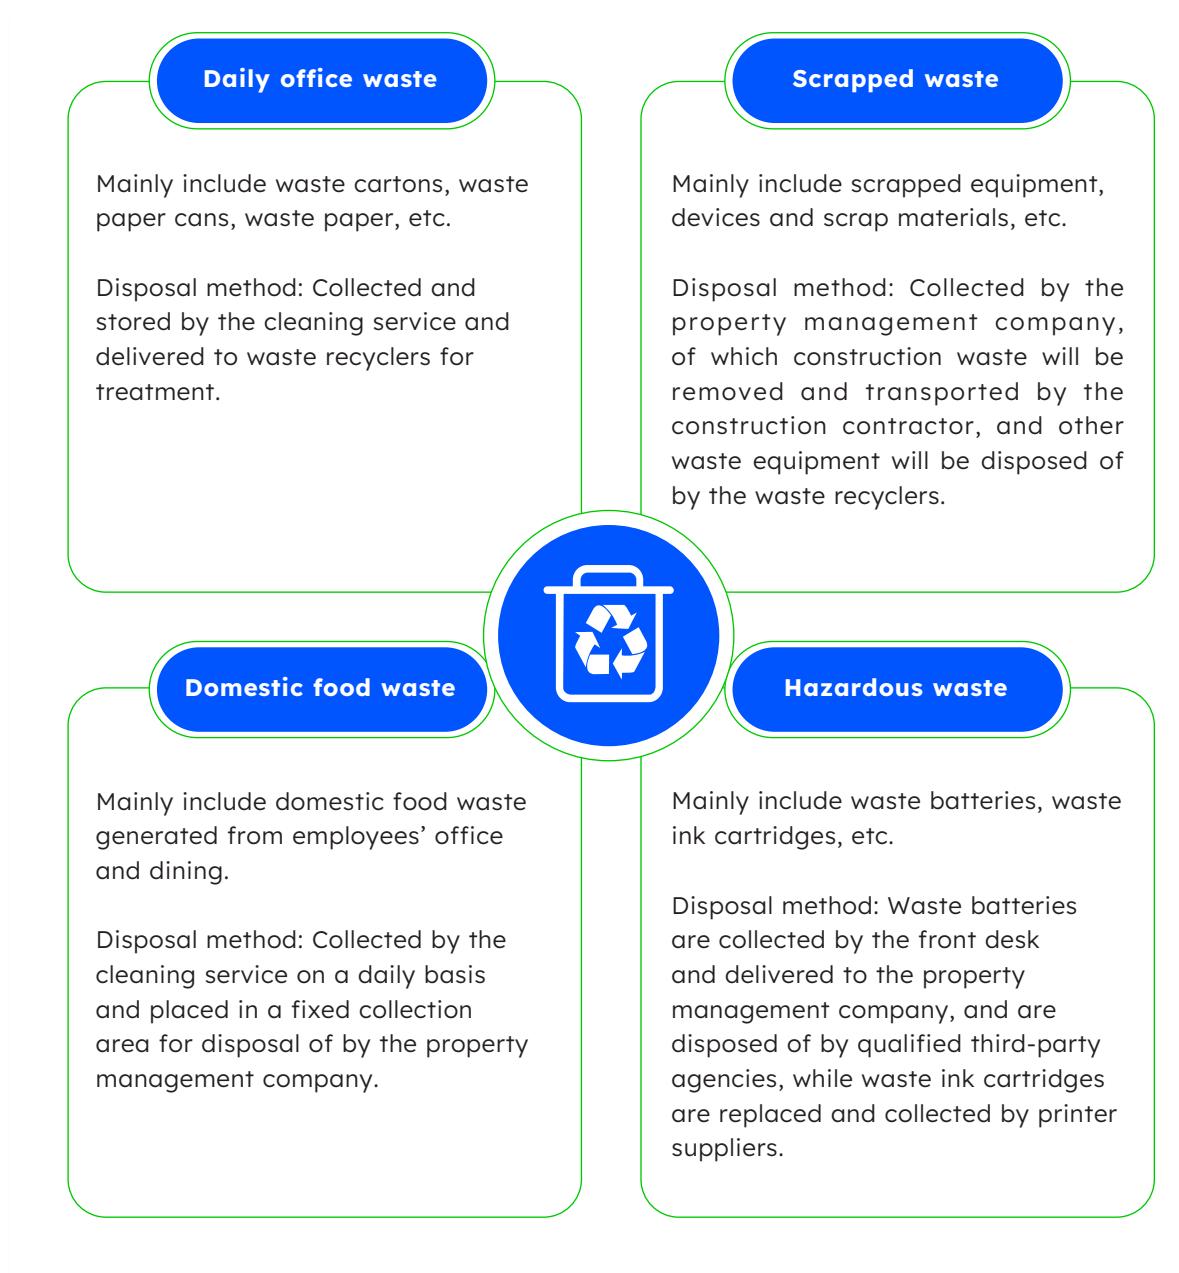 Daily office waste
Mainly include waste cartons, waste
paper cans, waste paper, etc.
Disposal method: Collected and
stored by the cleaning service and
delivered to waste recyclers for
treatment.
Scrapped waste
Mainly include scrapped equipment,
devices and scrap materials, etc.
Disposal method: Collected by the
property management company,
of which construction waste will be
removed and transported by the
construction contractor, and other
waste equipment will be disposed of
by the waste recyclers.
Domestic food waste
Mainly include domestic food waste
generated from employees’ office
and dining.
Disposal method: Collected by the
cleaning service on a daily basis
and placed in a fixed collection
area for disposal of by the property
management company.
Hazardous waste
Mainly include waste batteries, waste
ink cartridges, etc.
Disposal method: Waste batteries
are collected by the front desk
and delivered to the property
management company, and are
disposed of by qualified third-party
agencies, while waste ink cartridges
are replaced and collected by printer
suppliers.